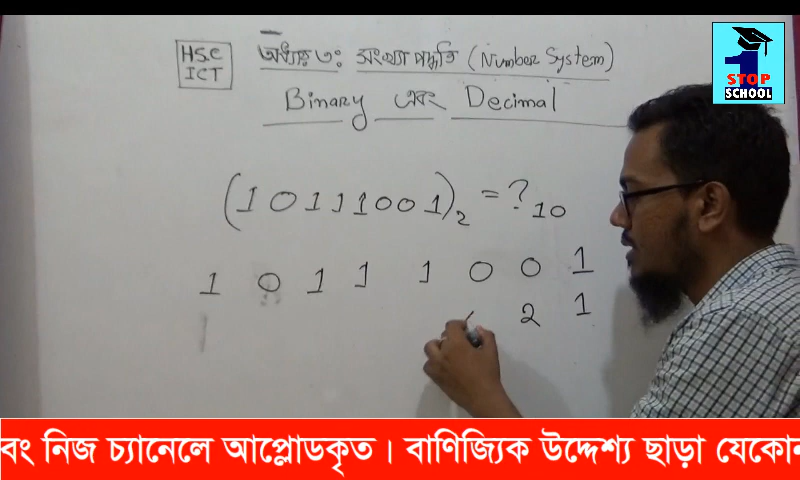 HSC
ICT
অধ্যায় ৩: সংখ্যা পদ্ধতি (Number System)
Binary এবং Decimal
1 STOP
SCHOOL
(10111001)2 = ?10
1 0 1 1 1 0 0 1
2 1
বং নিজ চ্যানেলে আপ্লোডকৃত। বাণিজ্যিক উদ্দেশ্য ছাড়া যেকোন